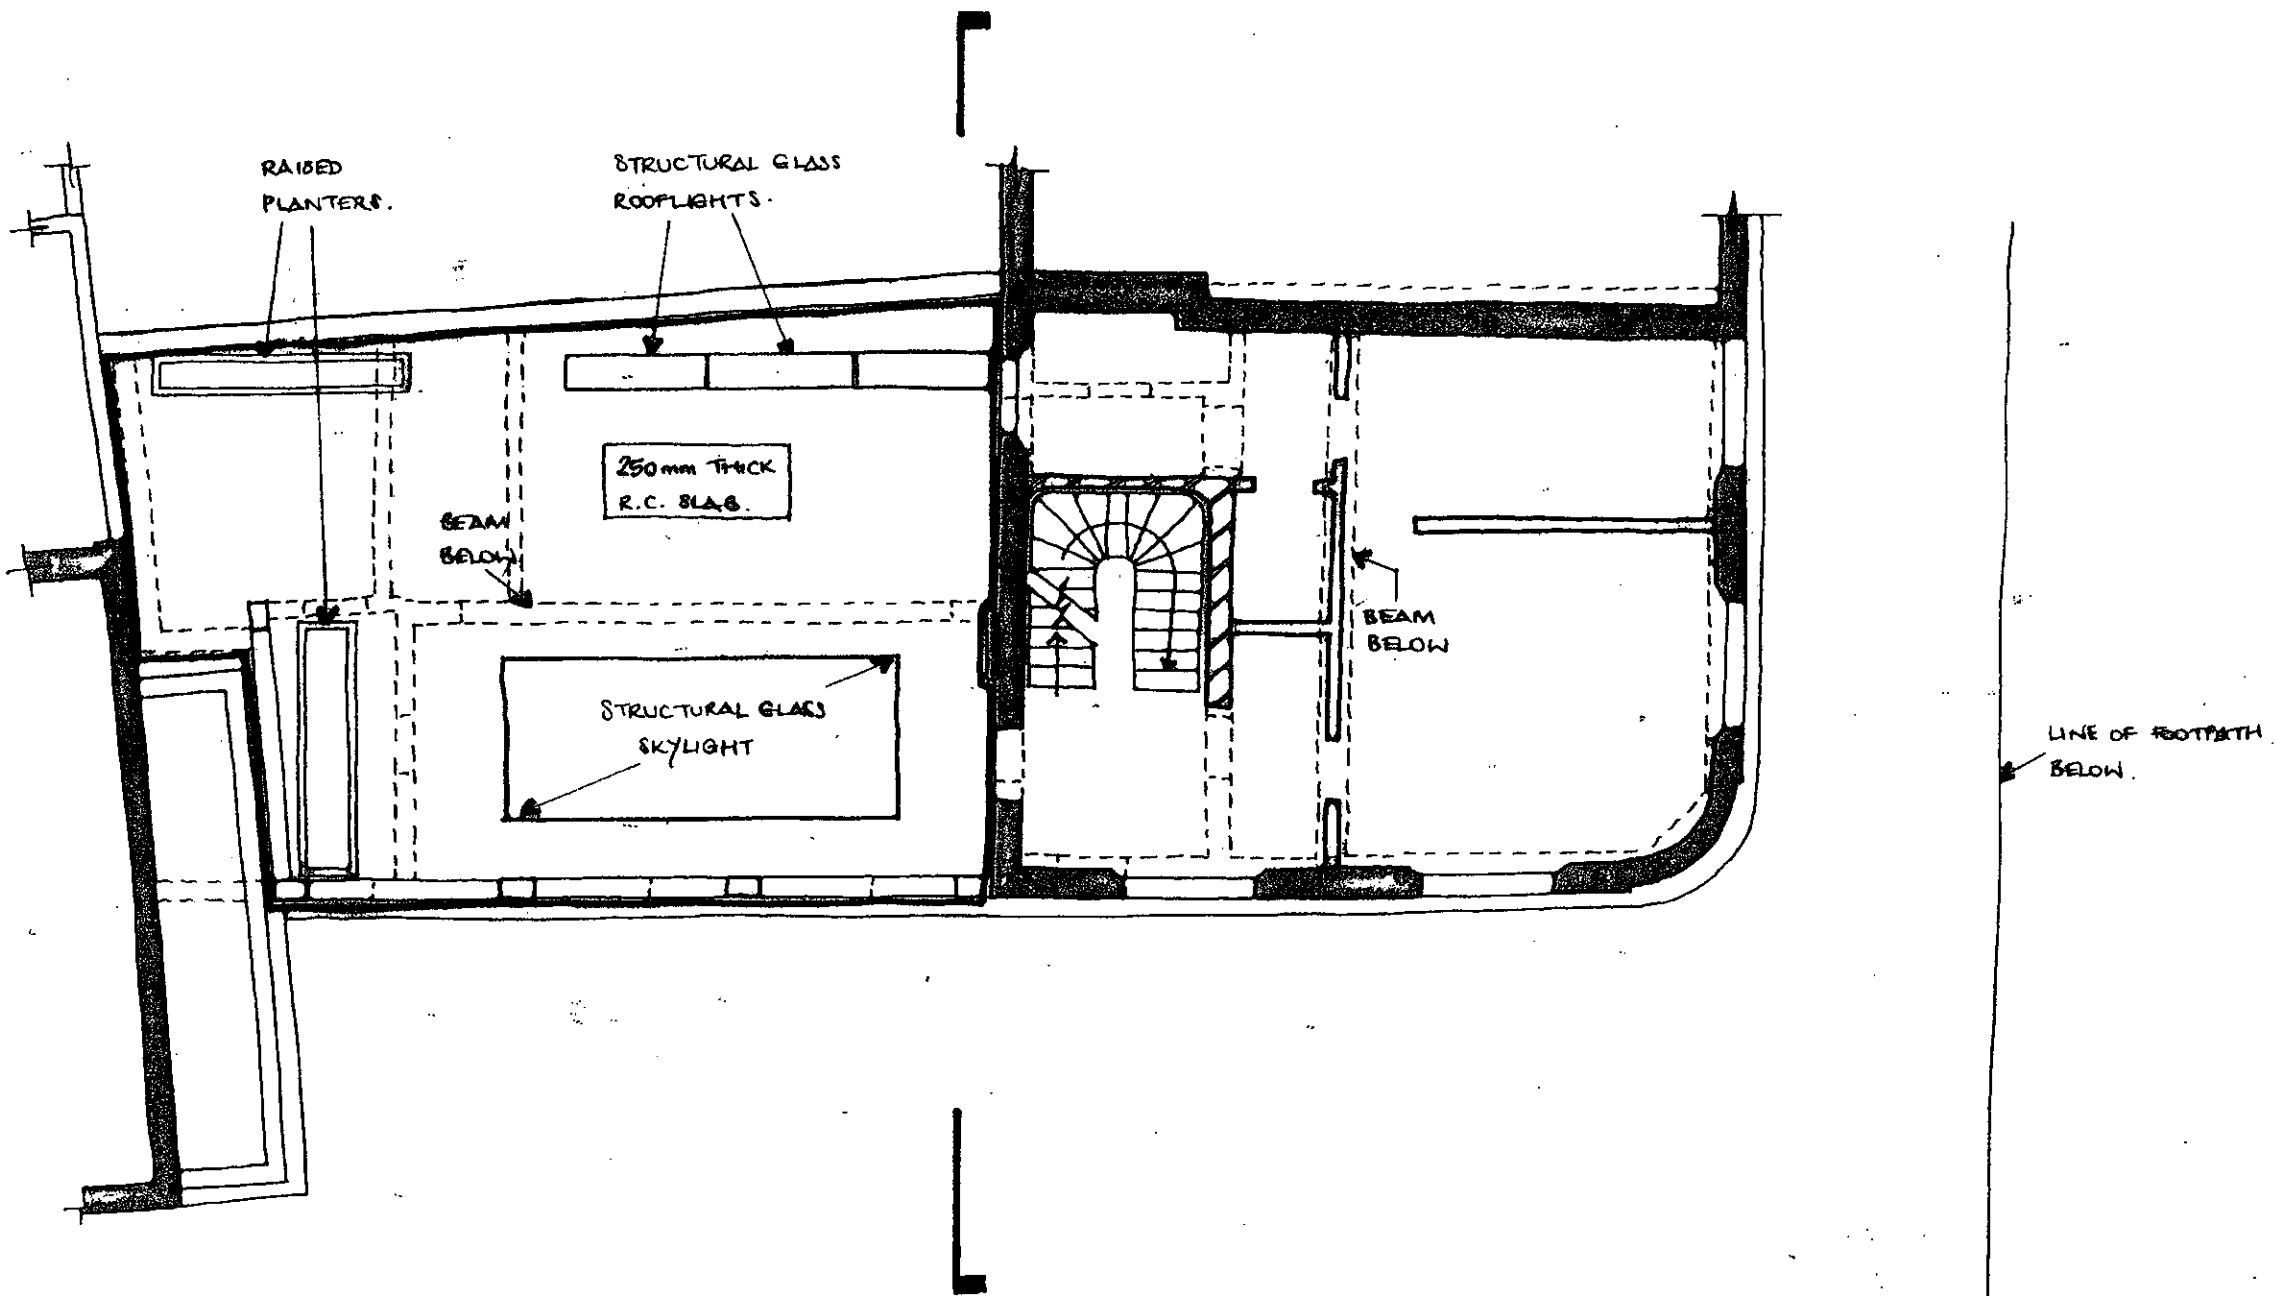 RAISED
PLANTERS.
STRUCTURAL GLASS
ROOFLIGHTS.
250mm THICK
R.C. SLAB.
BEAM
BELOW
STRUCTURAL GLASS
SKYLIGHT
BEAM
BELOW
LINE OF FOOTPATH
BELOW.